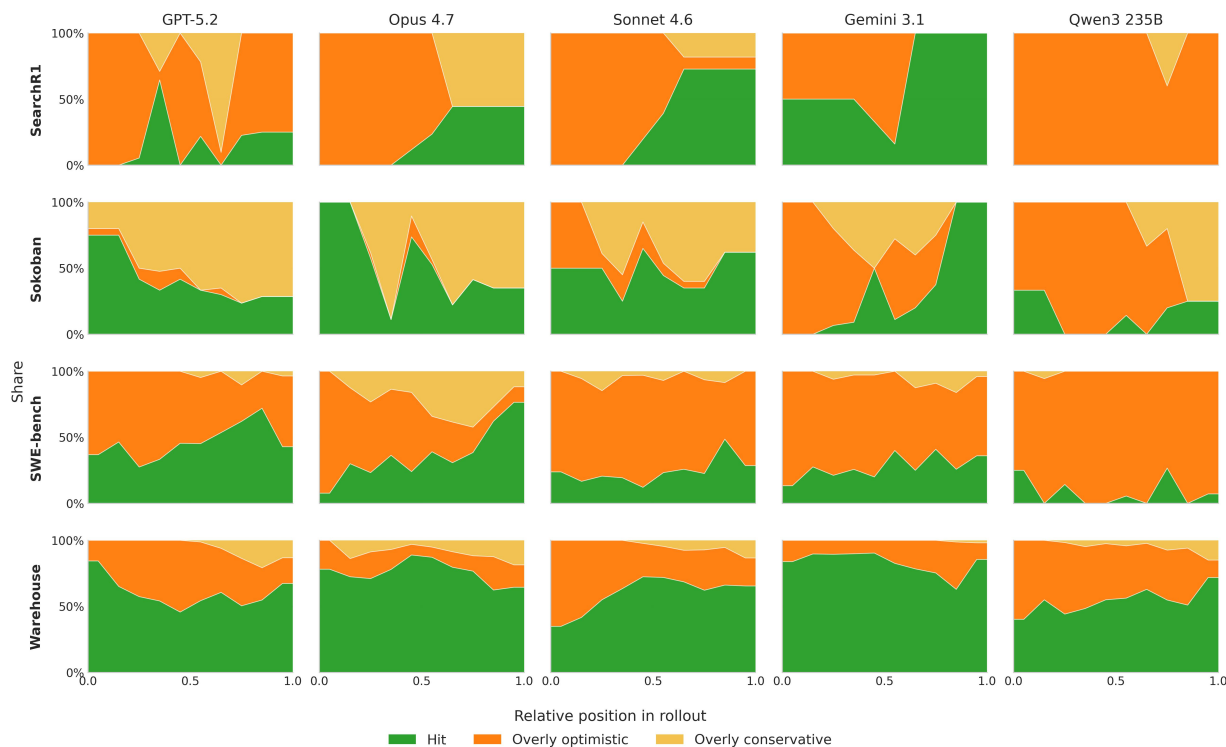 GPT-5.2 Opus 4.7 Sonnet 4.6 Gemini 3.1 Qwen3 235B
100%
50%
0%
SearchR1
100%
50%
0%
Sokoban
100%
50%
0%
SWE-bench
100%
50%
0%
Warehouse
Share
0.0 0.5 1.0 0.0 0.5 1.0 0.0 0.5 1.0 0.0 0.5 1.0 0.0 0.5 1.0
Relative position in rollout
Hit Overly optimistic Overly conservative